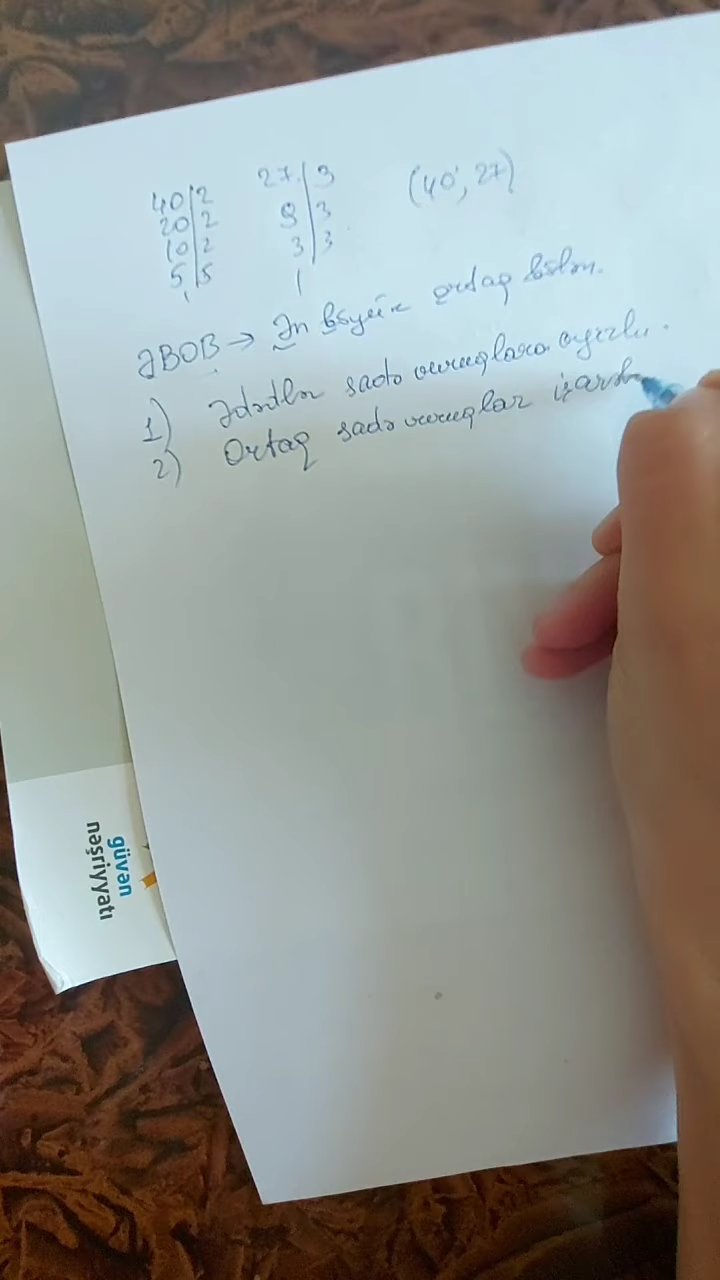 40|2 27|3 (40, 27)
20|2 9|3
10|2 3|3
5|5 1
1
ƏBOB → Ən böyük ortaq bölən.
1) Ədədlər sadə vuruqlara ayrılır.
2) Ortaq sadə vuruqlar
güvən
nəşriyyatı